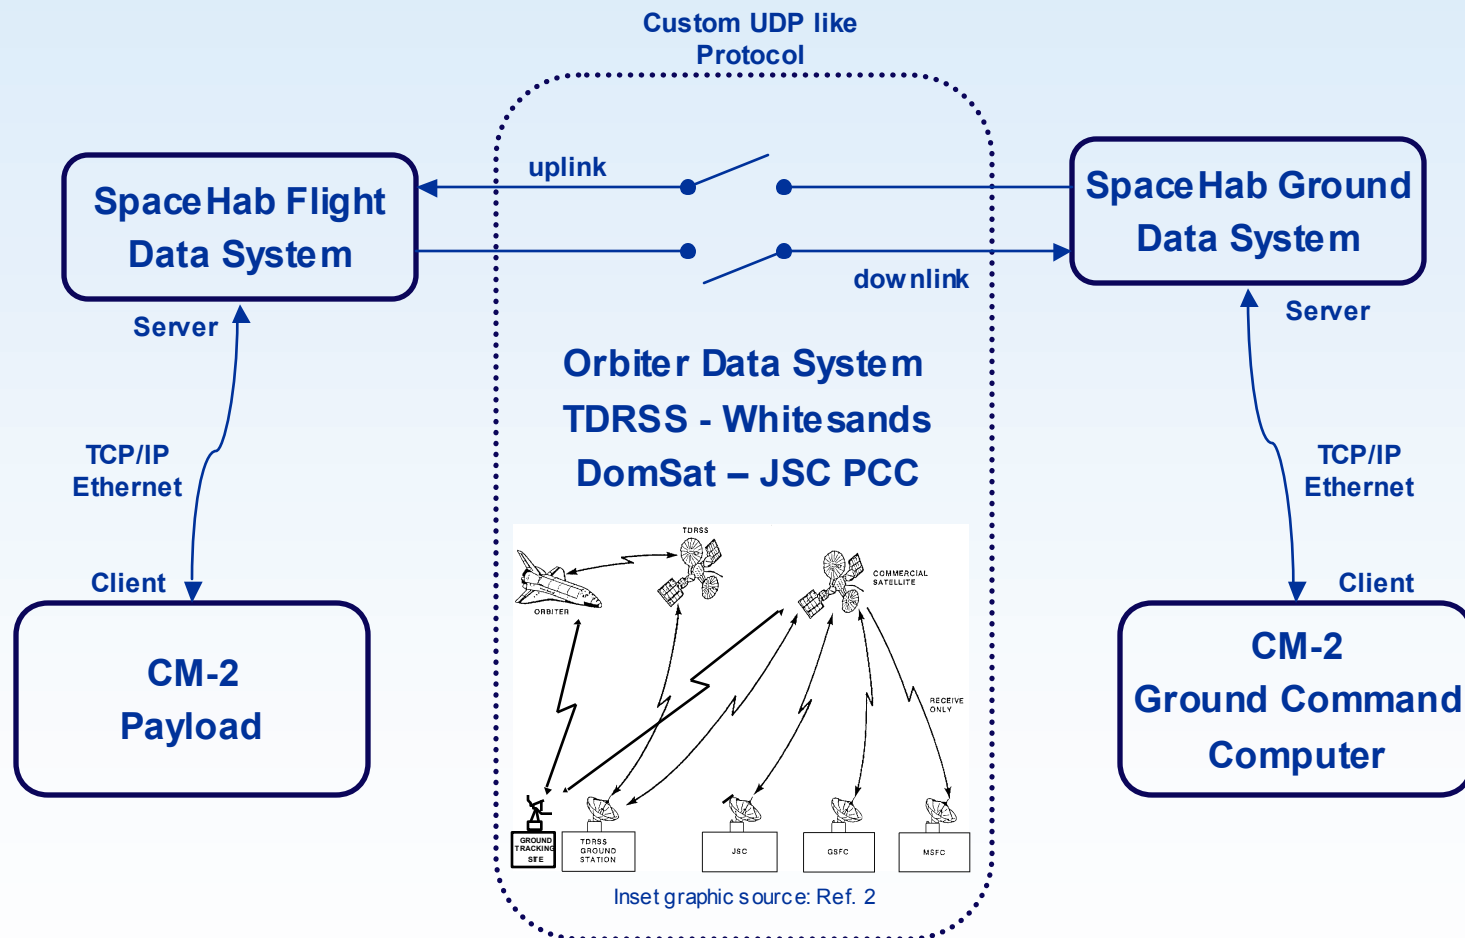 Custom UDP like
Protocol
uplink
SpaceHab Flight
Data System
SpaceHab Ground
Data System
downlink
Server
Server
Orbiter Data System
TDRSS - Whitesands
DomSat – JSC PCC
TCP/IP
Ethernet
TCP/IP
Ethernet
TDRSS
COMMERCIAL
SATELLITE
ORBITER
Client
Client
CM-2
Payload
CM-2
Ground Command
Computer
RECEIVE
ONLY
GROUND
TRACKING
SITE
TDRSS
GROUND
STATION
JSC
GSFC
MSFC
Inset graphic source: Ref. 2